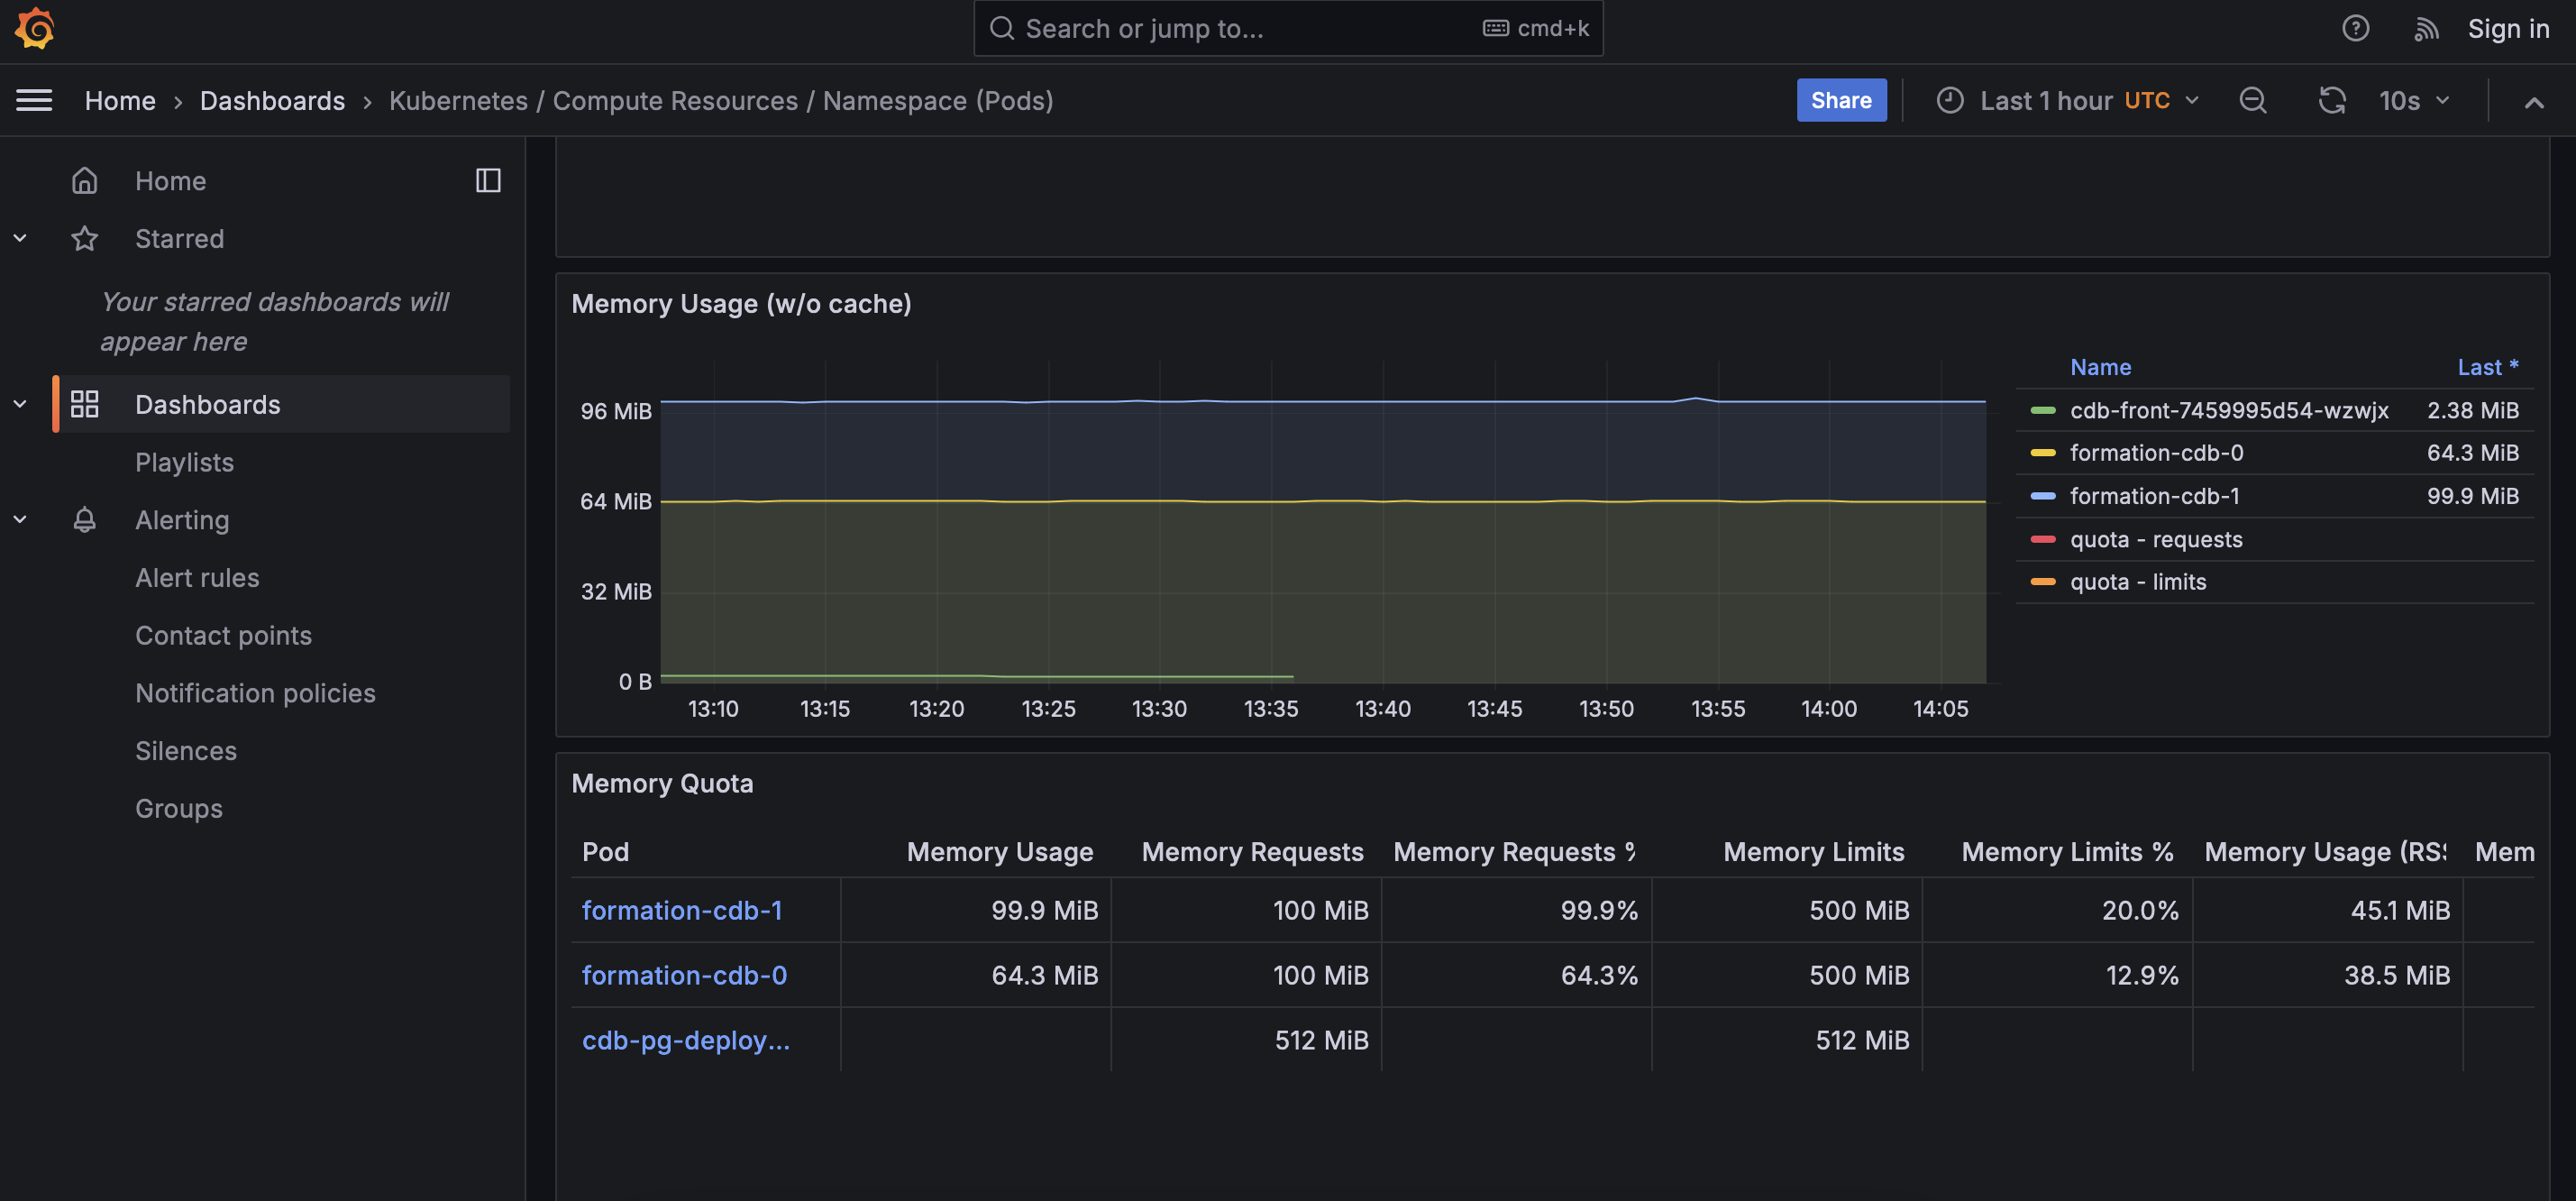 Search or jump to...
cmd+k
Sign in
Home › Dashboards › Kubernetes / Compute Resources / Namespace (Pods)
Share
Last 1 hour UTC
10s
Home
Starred
Your starred dashboards will
appear here
Dashboards
Playlists
Alerting
Alert rules
Contact points
Notification policies
Silences
Groups
Memory Usage (w/o cache)
96 MiB
64 MiB
32 MiB
0 B
13:10 13:15 13:20 13:25 13:30 13:35 13:40 13:45 13:50 13:55 14:00 14:05
Name Last *
cdb-front-7459995d54-wzwjx 2.38 MiB
formation-cdb-0 64.3 MiB
formation-cdb-1 99.9 MiB
quota - requests
quota - limits
Memory Quota
Pod Memory Usage Memory Requests Memory Requests % Memory Limits Memory Limits % Memory Usage (RSS Mem
formation-cdb-1 99.9 MiB 100 MiB 99.9% 500 MiB 20.0% 45.1 MiB
formation-cdb-0 64.3 MiB 100 MiB 64.3% 500 MiB 12.9% 38.5 MiB
cdb-pg-deploy... 512 MiB 512 MiB